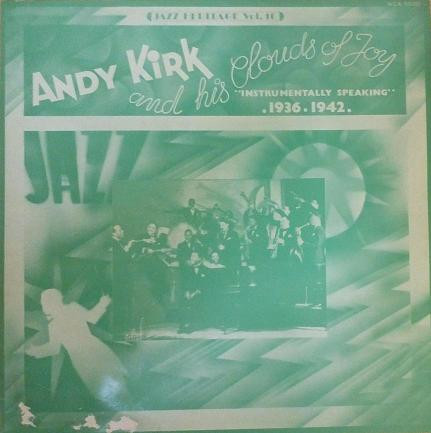 JAZZ HERITAGE Vol. 10
ANDY KIRK
and his Clouds of Joy
"INSTRUMENTALLY SPEAKING"
.1936.1942.
JAZZ